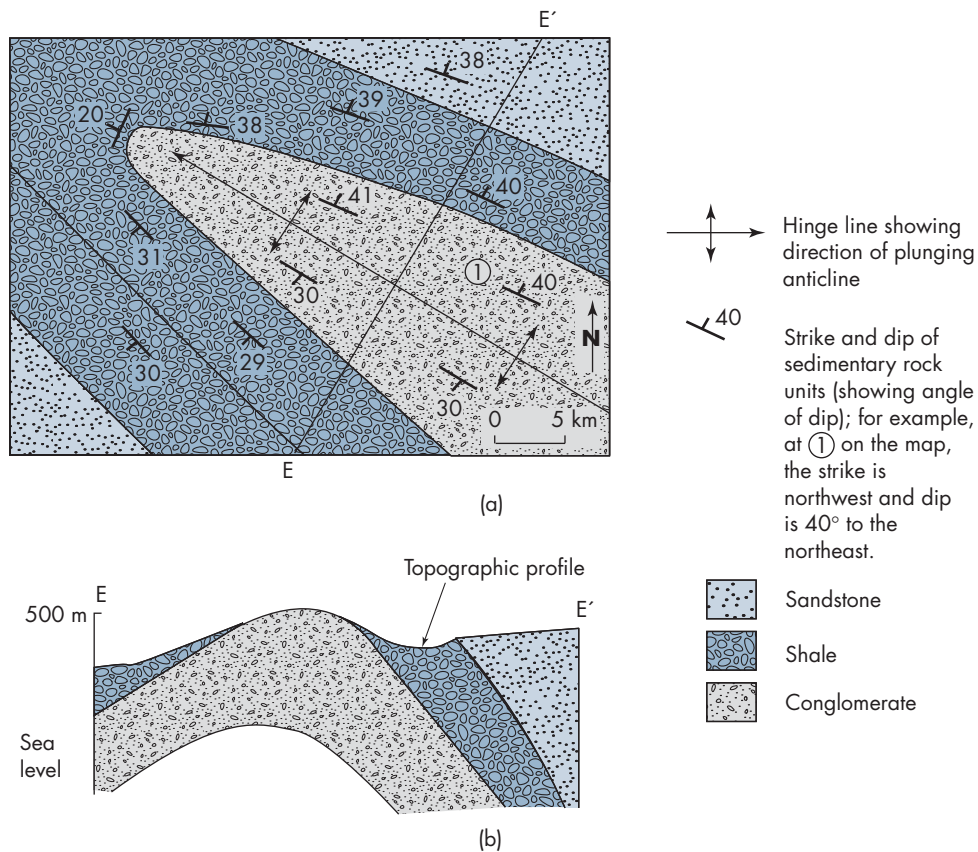 E´
38
39
20
38
40
41
31
30
1
40
N
30
29
30
0 5 km
E
(a)
Hinge line showing
direction of plunging
anticline
40
Strike and dip of
sedimentary rock
units (showing angle
of dip); for example,
at 1 on the map,
the strike is
northwest and dip
is 40° to the
northeast.
Sandstone
Shale
Conglomerate
Topographic profile
E
E´
500 m
Sea
level
(b)